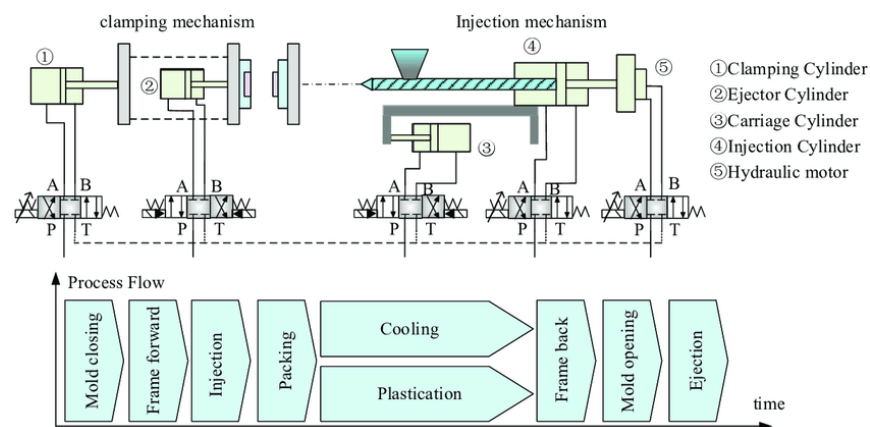 clamping mechanism
Injection mechanism
①
②
③
④
⑤
①Clamping Cylinder
②Ejector Cylinder
③Carriage Cylinder
④Injection Cylinder
⑤Hydraulic motor
A B
P T
A B
P T
A B
P T
A B
P T
A B
P T
Process Flow
Mold closing
Frame forward
Injection
Packing
Cooling
Plastication
Frame back
Mold opening
Ejection
time